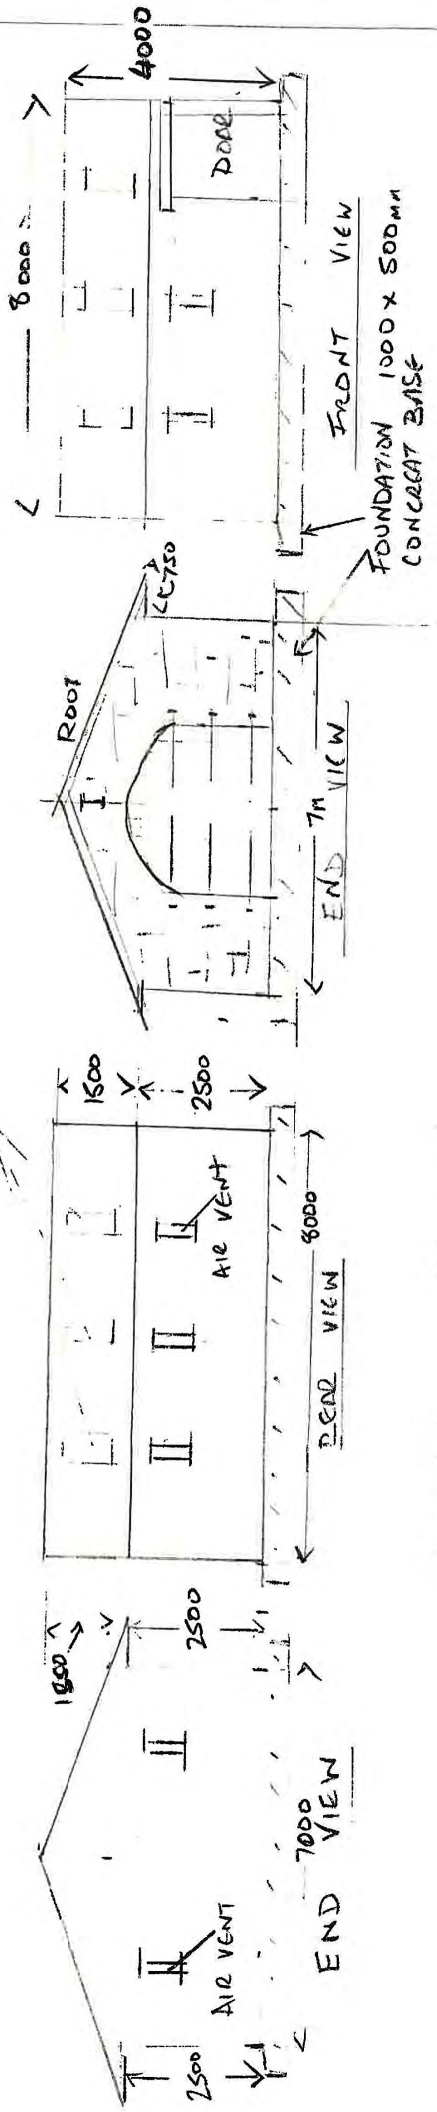 1500
2500
2500
AIR VENT
7000
END VIEW
1500
2500
AIR VENT
8000
REAR VIEW
ROOF
750
7M
END VIEW
8000
4000
DOOR
FRONT VIEW
FOUNDATION 1000 x 500MM
CONCREAT BASE